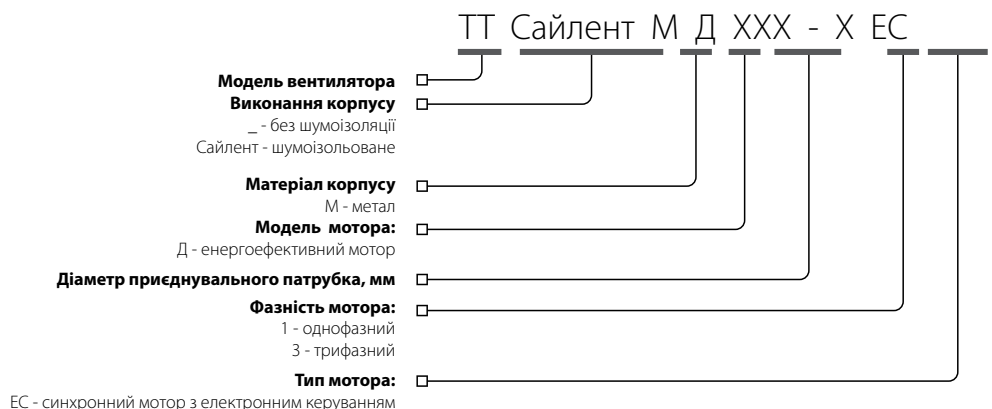 ТТ Сайлент М Д ХХХ - Х ЕС
Модель вентилятора
Виконання корпусу
_ - без шумоізоляції
Сайлент - шумоізольоване
Матеріал корпусу
М - метал
Модель мотора:
Д - енергоефективний мотор
Діаметр приєднувального патрубка, мм
Фазність мотора:
1 - однофазний
3 - трифазний
Тип мотора:
ЕС - синхронний мотор з електронним керуванням